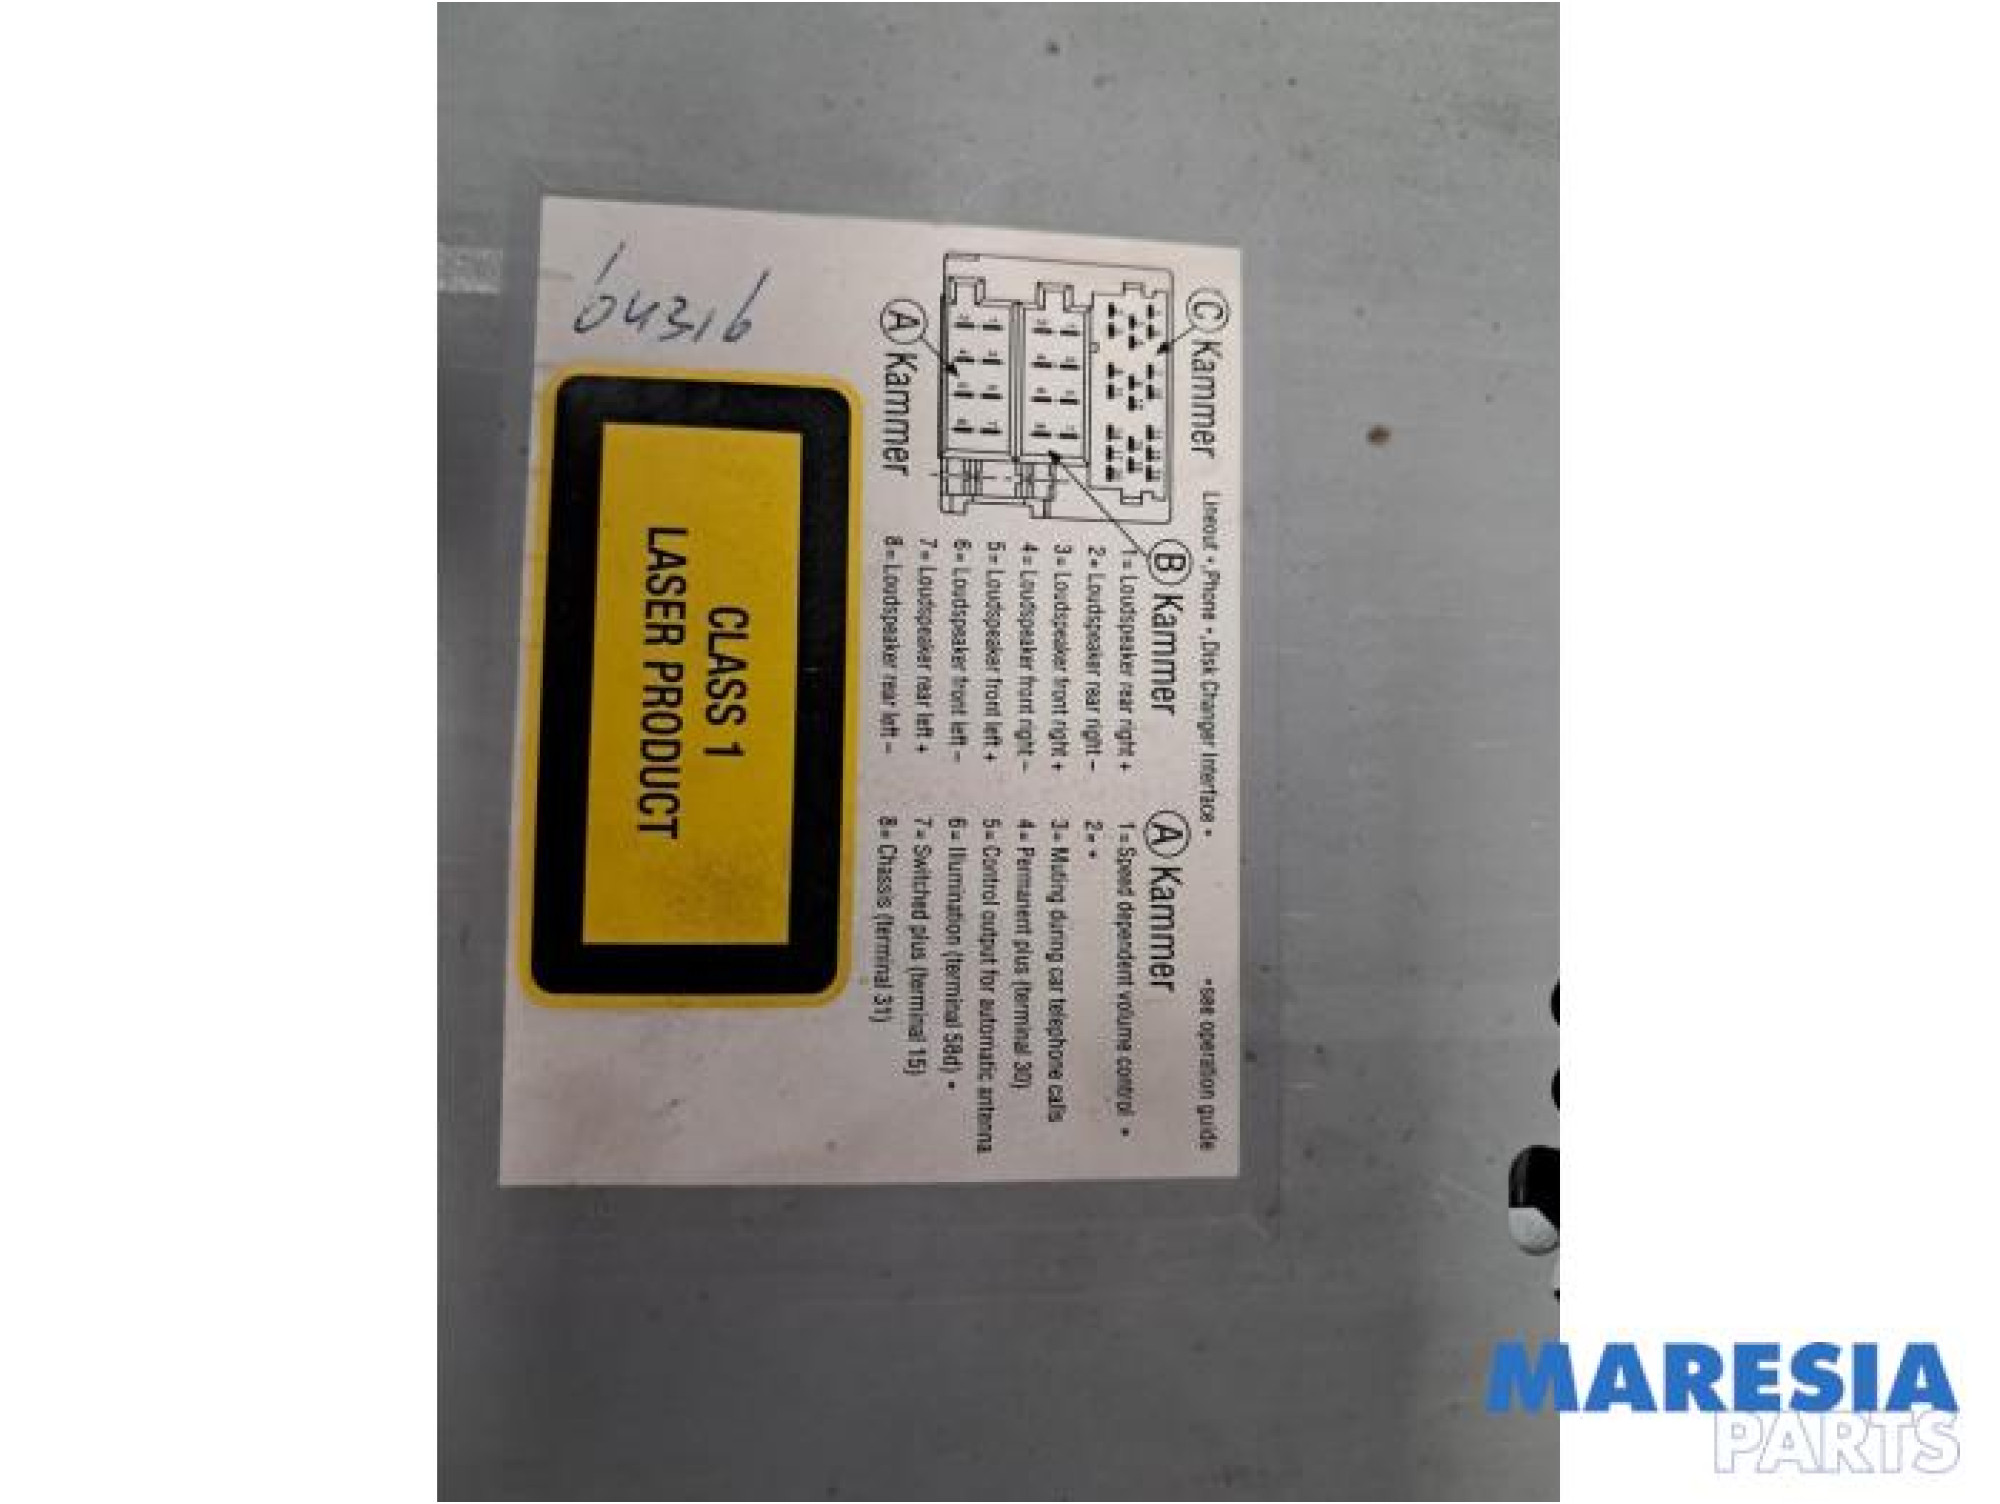 C Kammer
Lineout *,Phone *,Disk Changer Interface *
*see operation guide
B Kammer
1= Loudspeaker rear right +
2= Loudspeaker rear right –
3= Loudspeaker front right +
4= Loudspeaker front right –
5= Loudspeaker front left +
6= Loudspeaker front left –
7= Loudspeaker rear left +
8= Loudspeaker rear left –
A Kammer
1= Speed dependent volume control *
2= *
3= Muting during car telephone calls
4= Permanent plus (terminal 30)
5= Control output for automatic antenna
6= Illumination (terminal 58d) *
7= Switched plus (terminal 15)
8= Chassis (terminal 31)
A Kammer
CLASS 1
LASER PRODUCT
MARESIA
PARTS